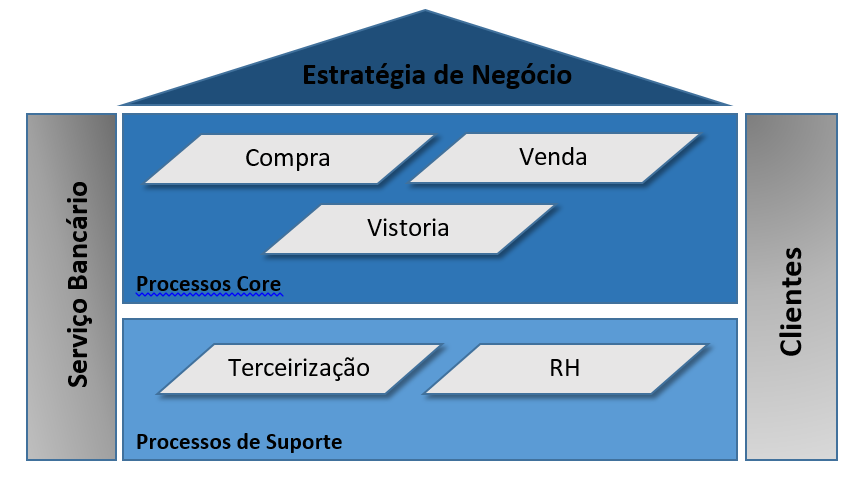 Estratégia de Negócio
Serviço Bancário
Compra
Venda
Vistoria
Processos Core
Terceirização
RH
Processos de Suporte
Clientes